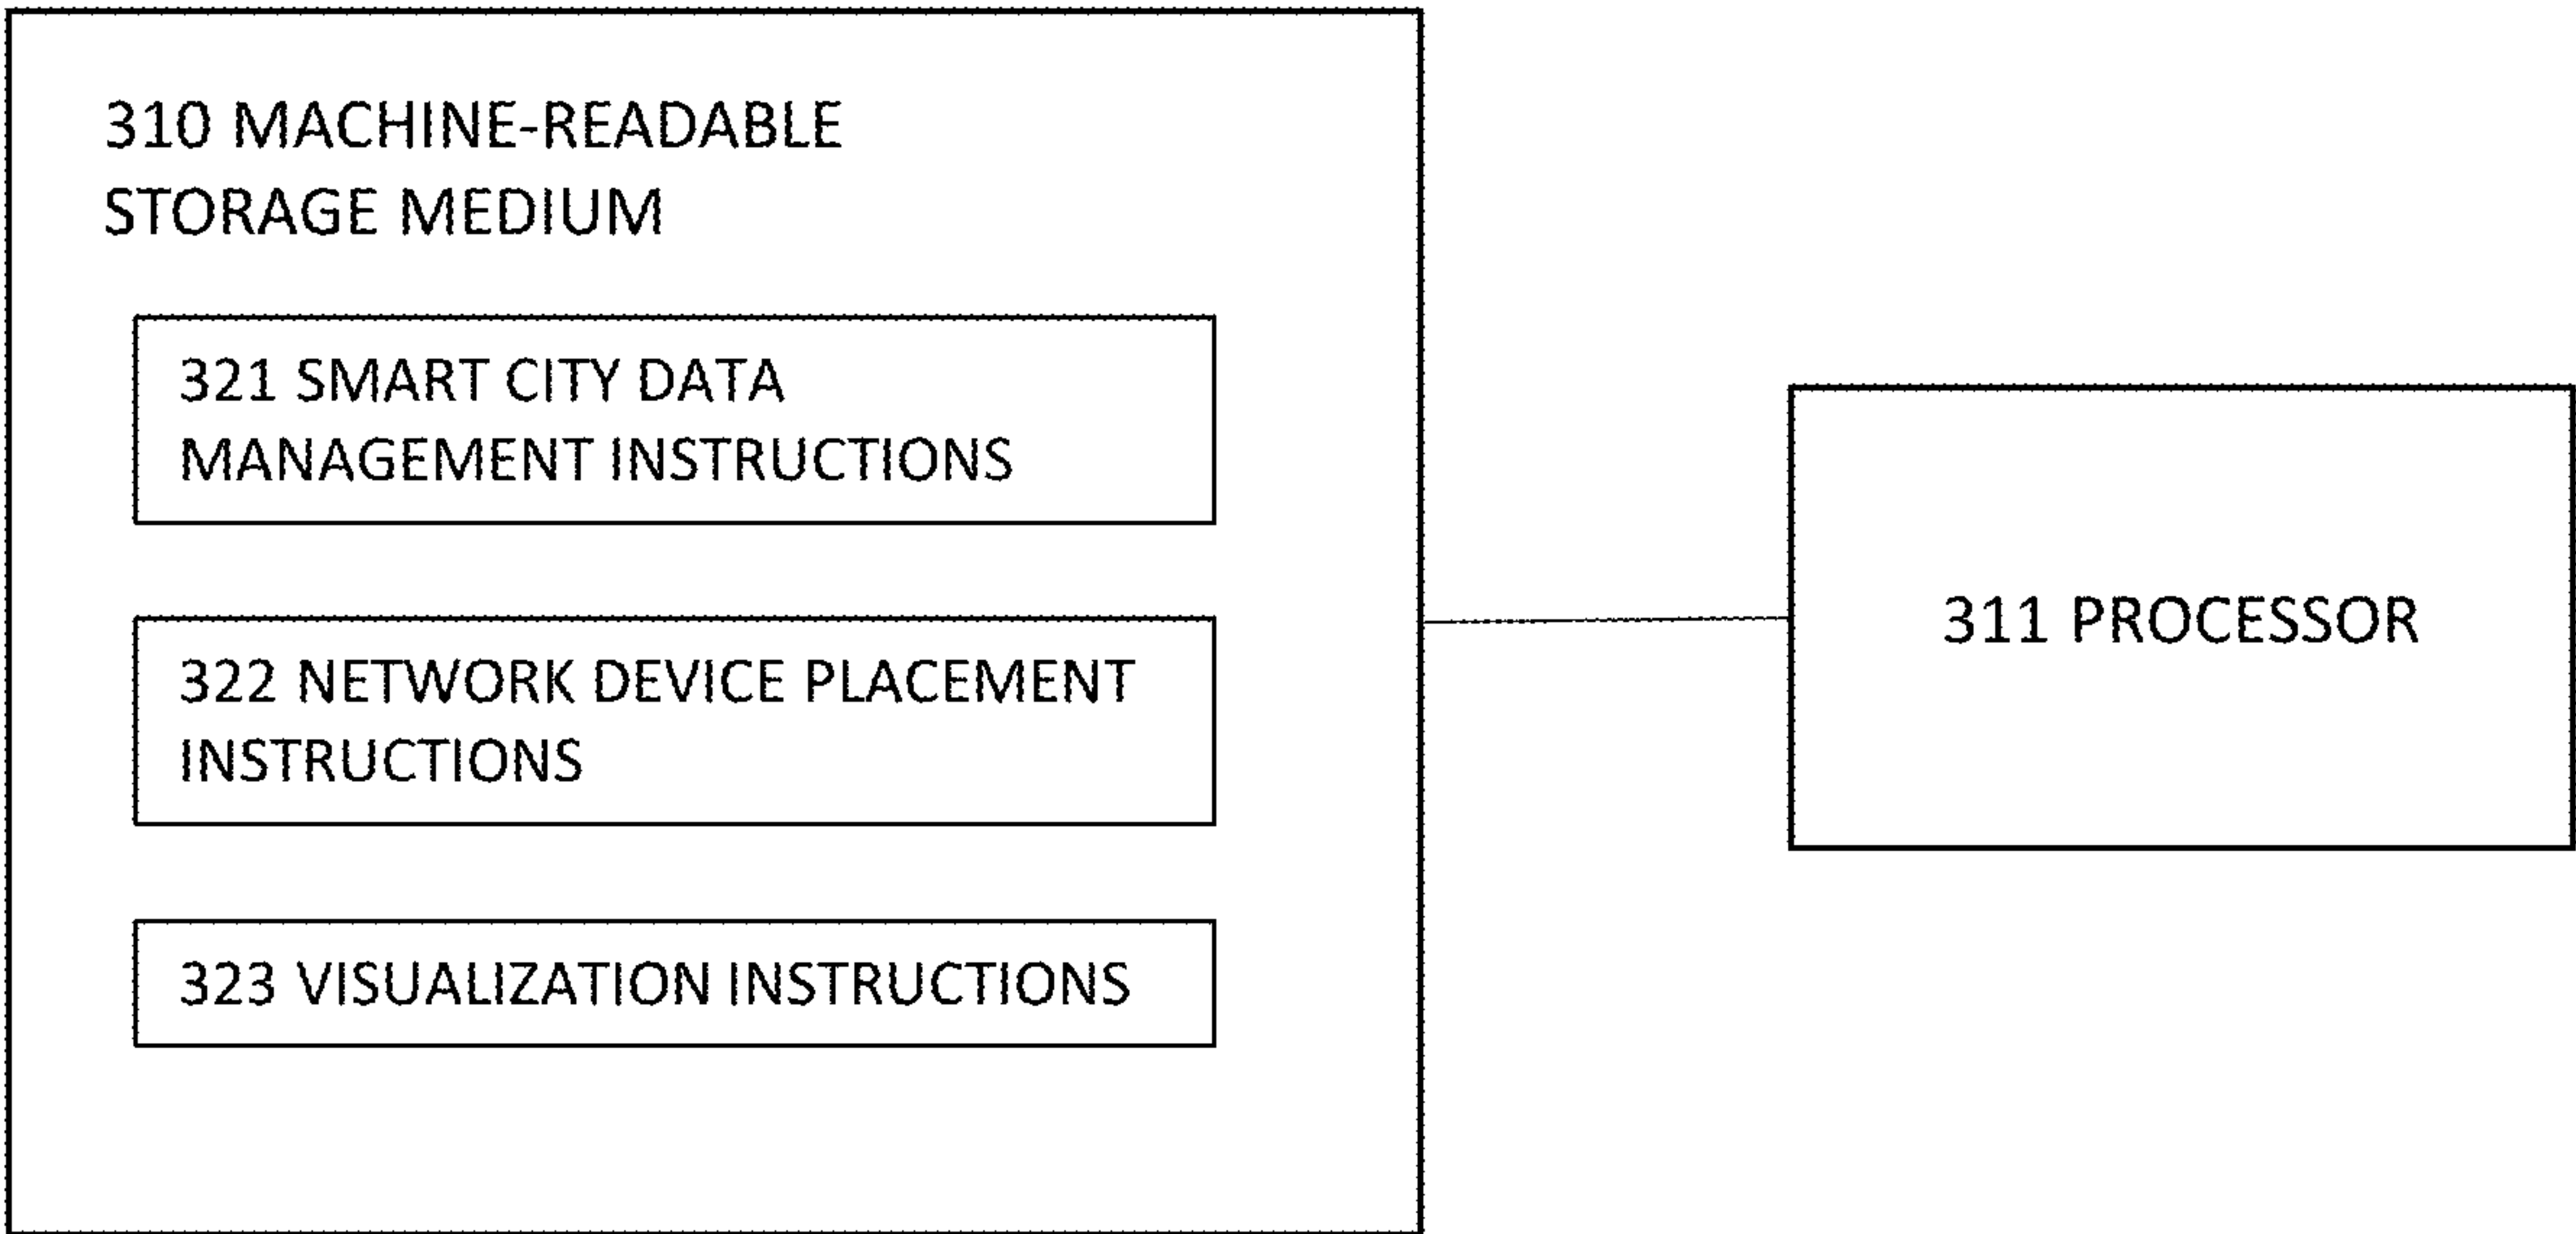 310 MACHINE-READABLE
STORAGE MEDIUM
321 SMART CITY DATA
MANAGEMENT INSTRUCTIONS
322 NETWORK DEVICE PLACEMENT
INSTRUCTIONS
323 VISUALIZATION INSTRUCTIONS
311 PROCESSOR